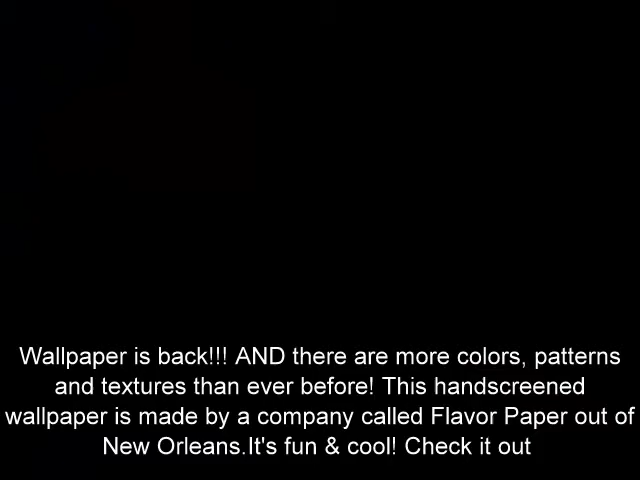 Wallpaper is back!!! AND there are more colors, patterns
and textures than ever before! This handscreened
wallpaper is made by a company called Flavor Paper out of
New Orleans.It's fun & cool! Check it out